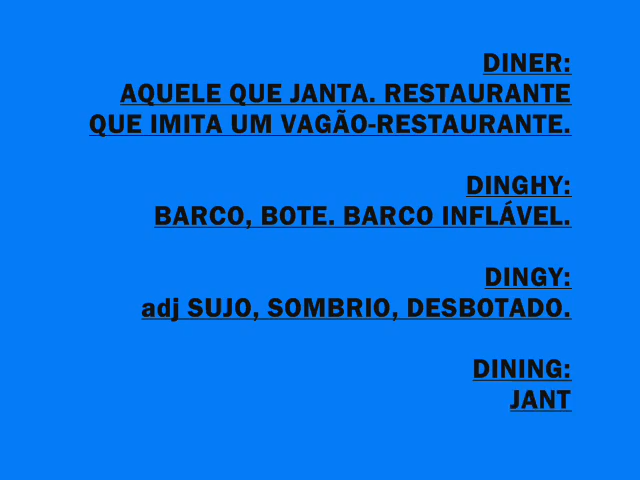 DINER:
AQUELE QUE JANTA. RESTAURANTE
QUE IMITA UM VAGÃO-RESTAURANTE.
DINGHY:
BARCO, BOTE. BARCO INFLÁVEL.
DINGY:
adj SUJO, SOMBRIO, DESBOTADO.
DINING:
JANT